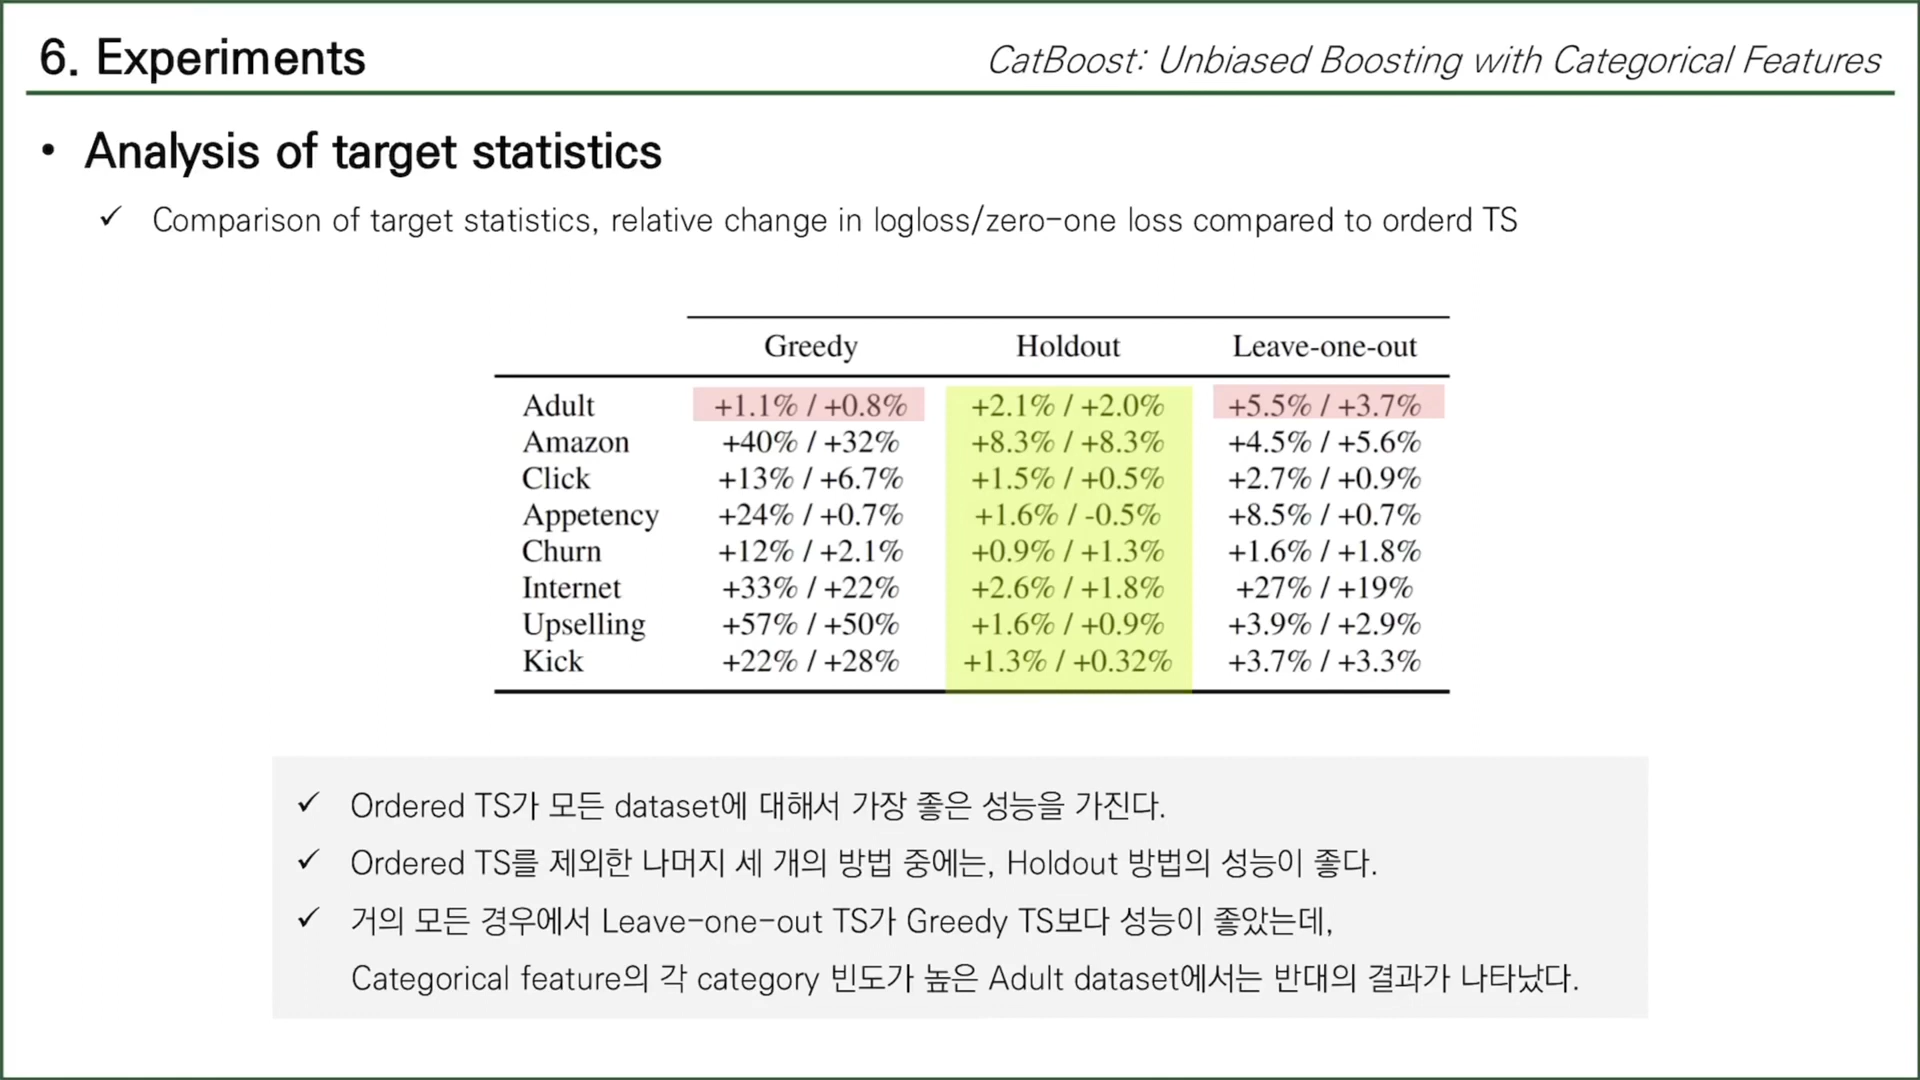 6. Experiments
CatBoost: Unbiased Boosting with Categorical Features
• Analysis of target statistics
✓ Comparison of target statistics, relative change in logloss/zero-one loss compared to orderd TS
Greedy Holdout Leave-one-out
Adult +1.1% / +0.8% +2.1% / +2.0% +5.5% / +3.7%
Amazon +40% / +32% +8.3% / +8.3% +4.5% / +5.6%
Click +13% / +6.7% +1.5% / +0.5% +2.7% / +0.9%
Appetency +24% / +0.7% +1.6% / -0.5% +8.5% / +0.7%
Churn +12% / +2.1% +0.9% / +1.3% +1.6% / +1.8%
Internet +33% / +22% +2.6% / +1.8% +27% / +19%
Upselling +57% / +50% +1.6% / +0.9% +3.9% / +2.9%
Kick +22% / +28% +1.3% / +0.32% +3.7% / +3.3%
✓ Ordered TS가 모든 dataset에 대해서 가장 좋은 성능을 가진다.
✓ Ordered TS를 제외한 나머지 세 개의 방법 중에는, Holdout 방법의 성능이 좋다.
✓ 거의 모든 경우에서 Leave-one-out TS가 Greedy TS보다 성능이 좋았는데,
Categorical feature의 각 category 빈도가 높은 Adult dataset에서는 반대의 결과가 나타났다.